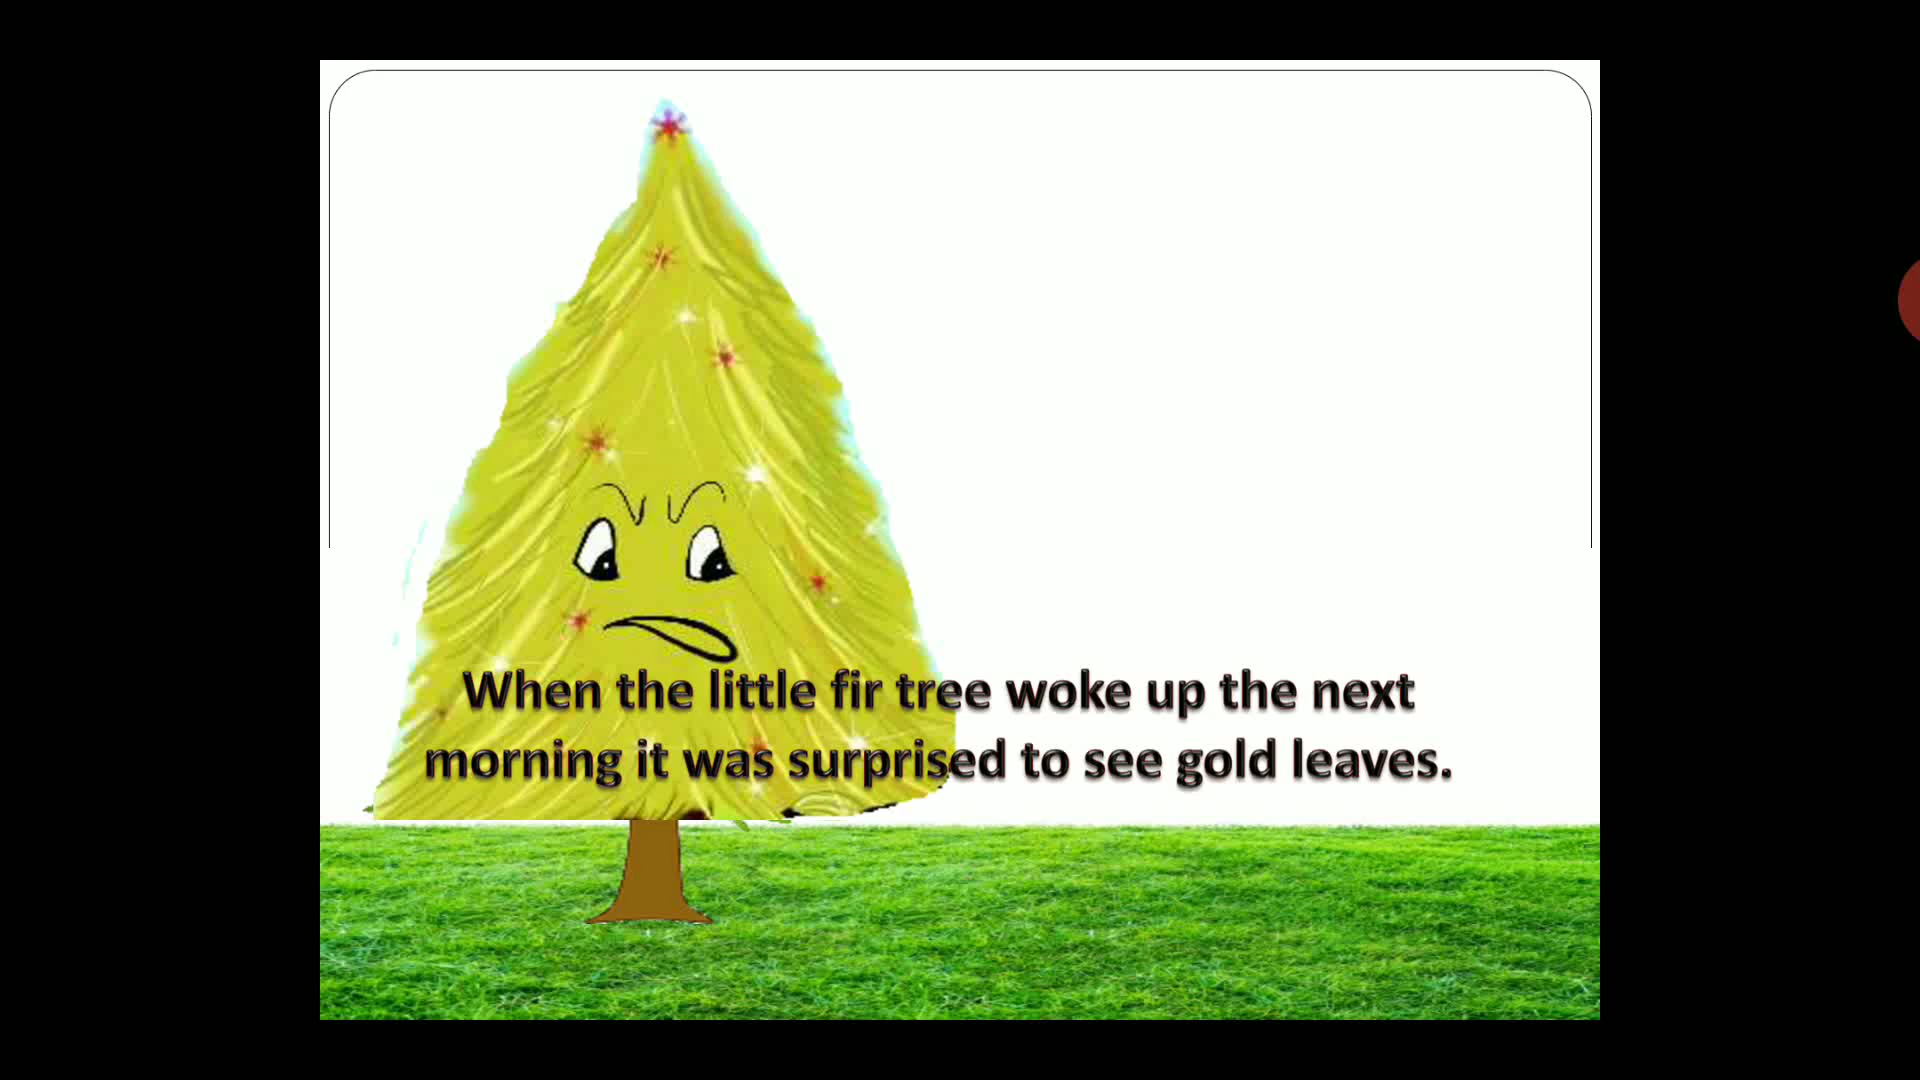 When the little fir tree woke up the next
morning it was surprised to see gold leaves.